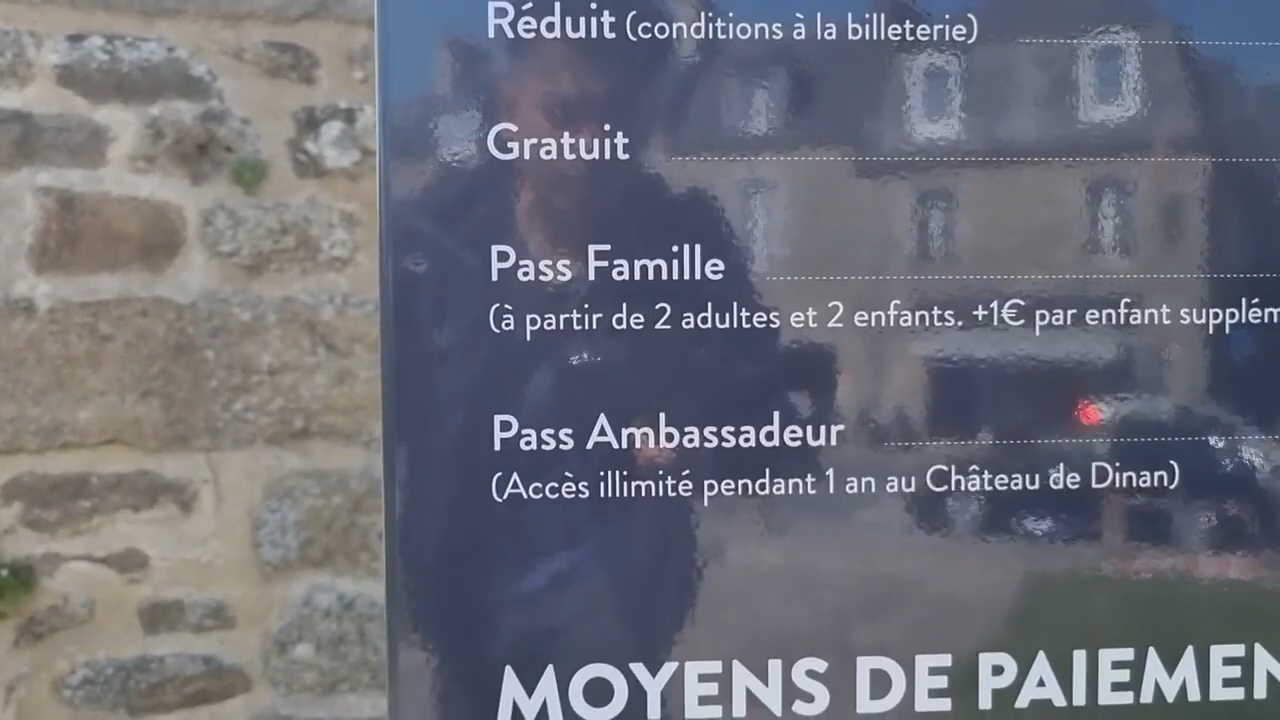 Réduit (conditions à la billeterie)
Gratuit
Pass Famille
(à partir de 2 adultes et 2 enfants. +1€ par enfant supplém
Pass Ambassadeur
(Accès illimité pendant 1 an au Château de Dinan)
MOYENS DE PAIEMEN